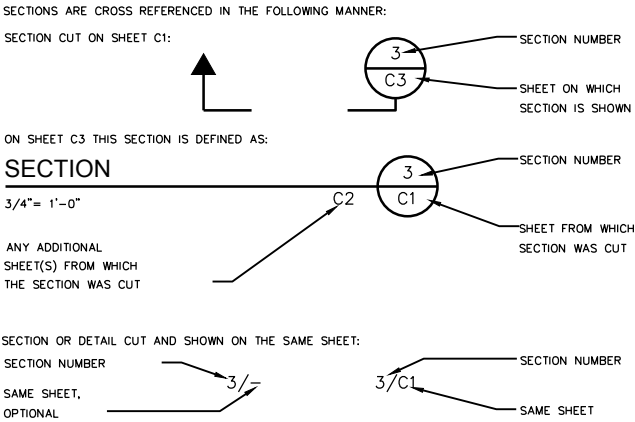 SECTIONS ARE CROSS REFERENCED IN THE FOLLOWING MANNER:
SECTION CUT ON SHEET C1:
3
C3
SECTION NUMBER
SHEET ON WHICH
SECTION IS SHOWN
ON SHEET C3 THIS SECTION IS DEFINED AS:
SECTION
3/4"= 1'-0"
C2
3
C1
SECTION NUMBER
SHEET FROM WHICH
SECTION WAS CUT
ANY ADDITIONAL
SHEET(S) FROM WHICH
THE SECTION WAS CUT
SECTION OR DETAIL CUT AND SHOWN ON THE SAME SHEET:
SECTION NUMBER
3/-
SAME SHEET,
OPTIONAL
3/C1
SECTION NUMBER
SAME SHEET